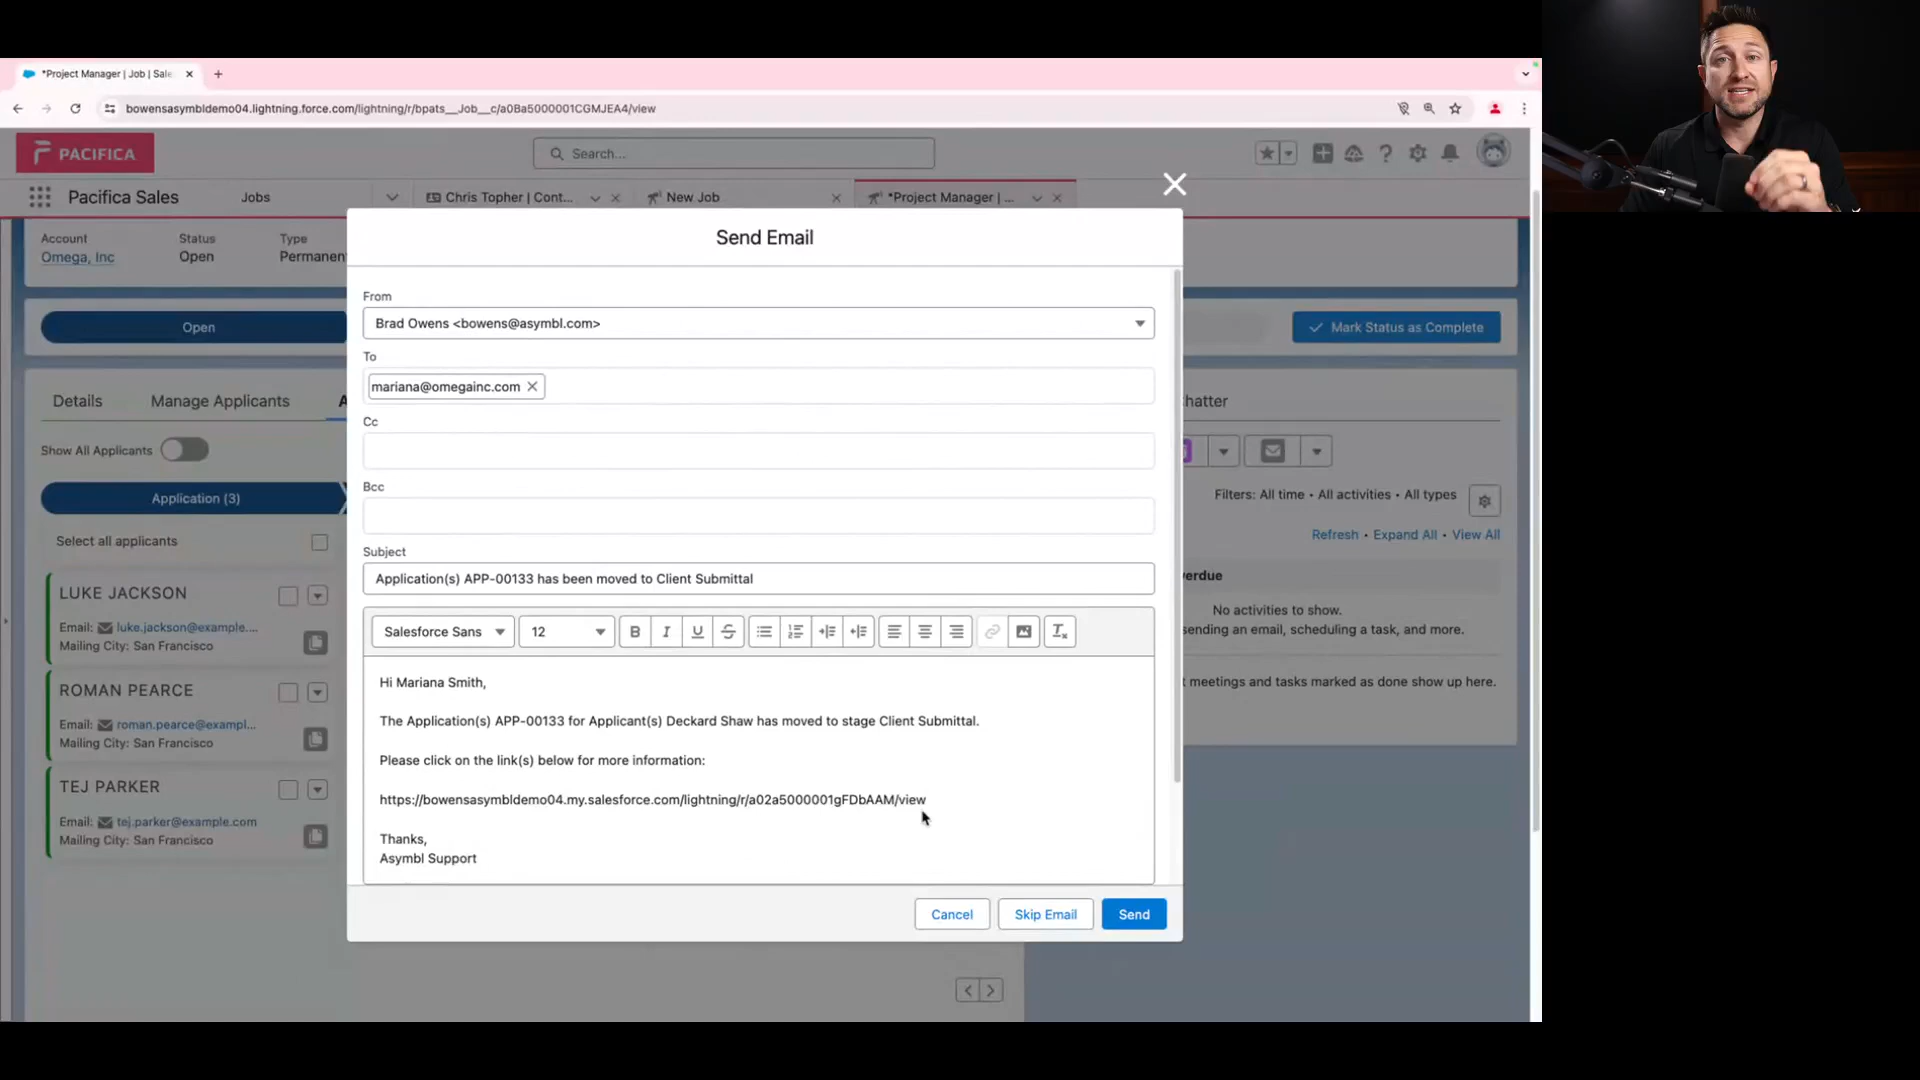 *Project Manager | Job | Sale
bowensasymbldemo04.lightning.force.com/lightning/r/bpats__Job__c/a0Ba5000001CGMJEA4/view
PACIFICA
Search...
Pacifica Sales
Jobs
Chris Topher | Cont...
New Job
*Project Manager | ...
Account
Status
Type
Omega, Inc
Open
Permanen
Open
Mark Status as Complete
Details
Manage Applicants
A
hatter
Show All Applicants
Application (3)
Select all applicants
LUKE JACKSON
Email: luke.jackson@example....
Mailing City: San Francisco
ROMAN PEARCE
Email: roman.pearce@exampl...
Mailing City: San Francisco
TEJ PARKER
Email: tej.parker@example.com
Mailing City: San Francisco
Send Email
From
Brad Owens <bowens@asymbl.com>
To
mariana@omegainc.com
Cc
Bcc
Subject
Application(s) APP-00133 has been moved to Client Submittal
Salesforce Sans
12
B I U S
Hi Mariana Smith,
The Application(s) APP-00133 for Applicant(s) Deckard Shaw has moved to stage Client Submittal.
Please click on the link(s) below for more information:
https://bowensasymbldemo04.my.salesforce.com/lightning/r/a02a5000001gFDbAAM/view
Thanks,
Asymbl Support
Cancel
Skip Email
Send
Filters: All time • All activities • All types
Refresh • Expand All • View All
verdue
No activities to show.
sending an email, scheduling a task, and more.
t meetings and tasks marked as done show up here.